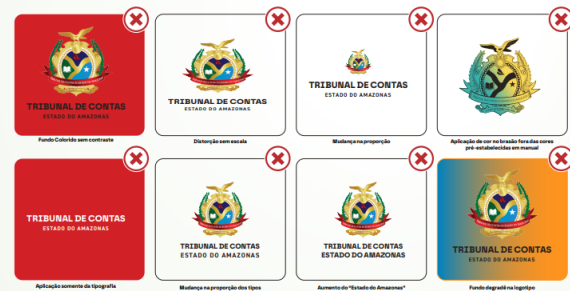 TRIBUNAL DE CONTAS
ESTADO DO AMAZONAS
Fundo Colorido sem contraste
TRIBUNAL DE CONTAS
ESTADO DO AMAZONAS
Distorção sem escala
TRIBUNAL DE CONTAS
ESTADO DO AMAZONAS
Mudança na proporção
Aplicação de cor no brasão fora das cores
pré-estabelecidas em manual
TRIBUNAL DE CONTAS
ESTADO DO AMAZONAS
Aplicação somente da tipografia
TRIBUNAL DE CONTAS
ESTADO DO AMAZONAS
Mudança na proporção dos tipos
TRIBUNAL DE CONTAS
ESTADO DO AMAZONAS
Aumento do "Estado do Amazonas"
TRIBUNAL DE CONTAS
ESTADO DO AMAZONAS
Fundo degradê na logotipo